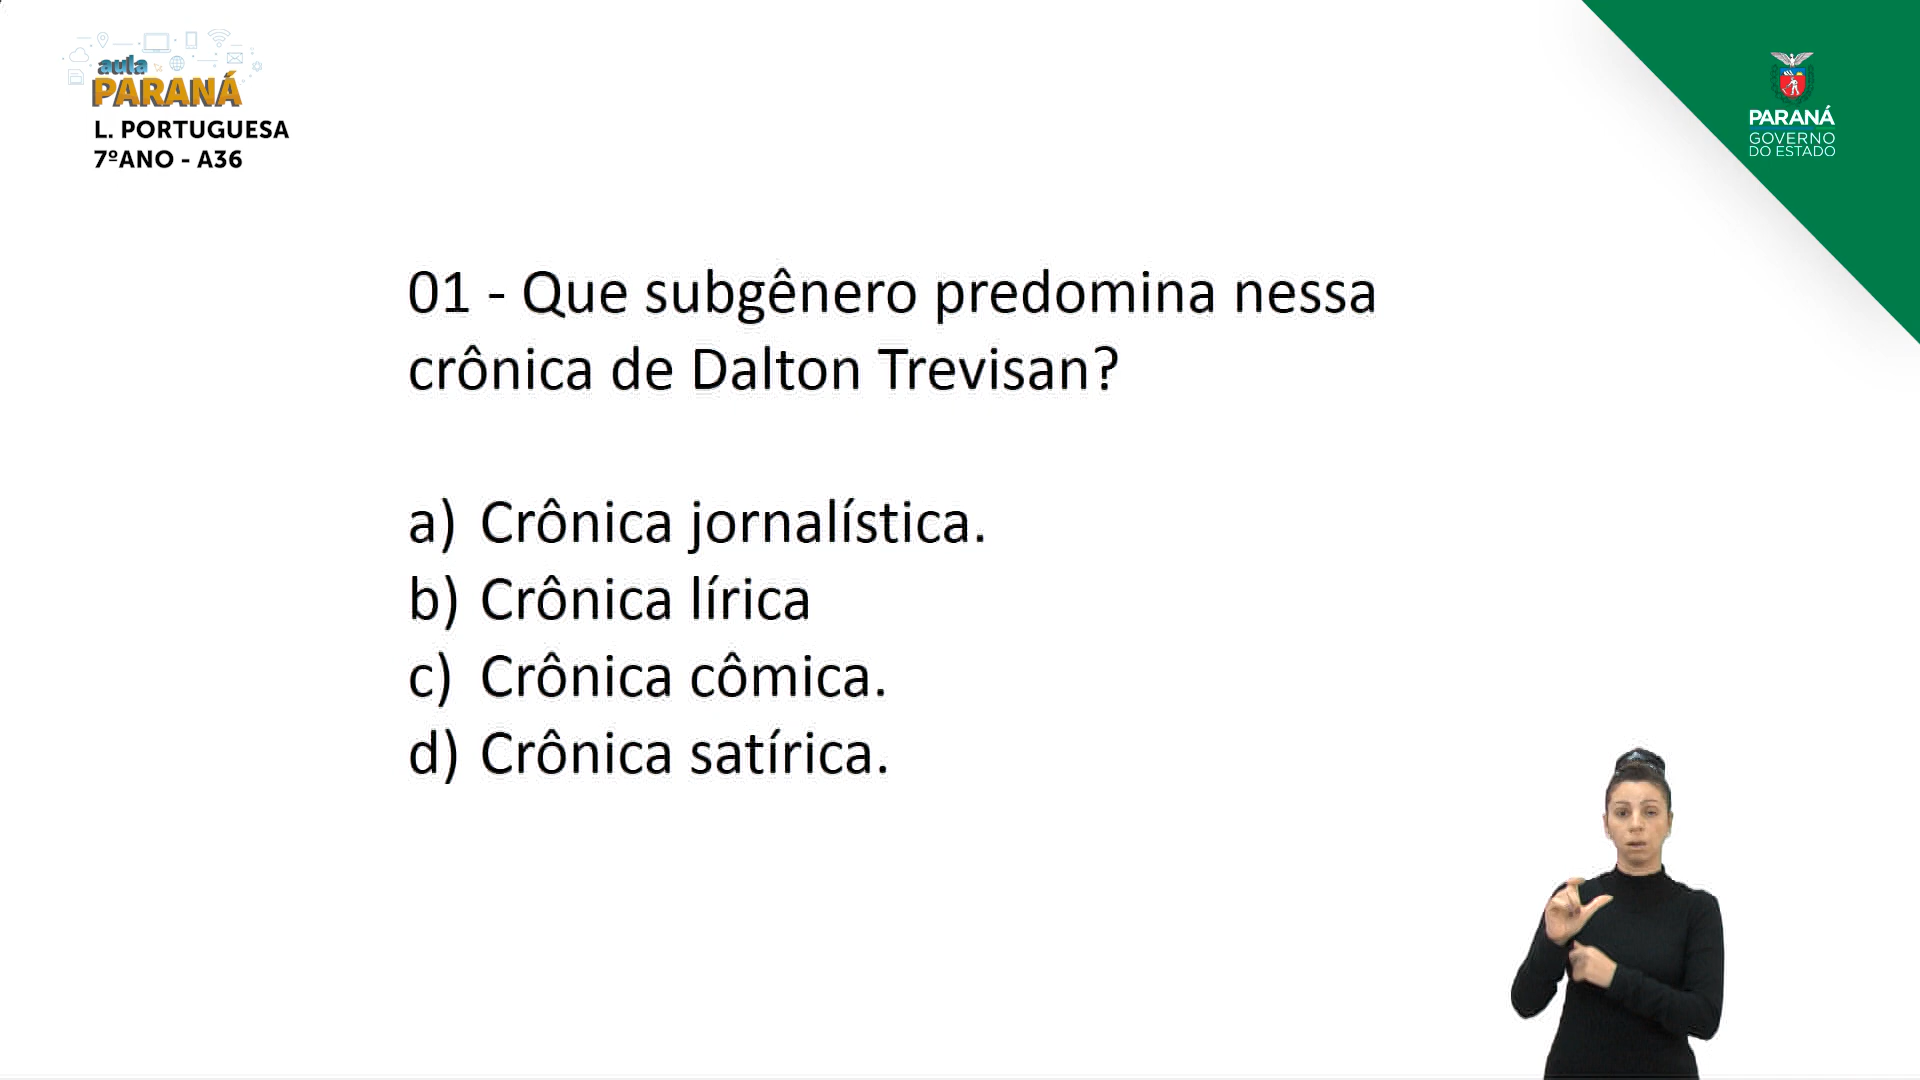 aula
PARANÁ
L. PORTUGUESA
7ºANO - A36
PARANÁ
GOVERNO
DO ESTADO
01 - Que subgênero predomina nessa
crônica de Dalton Trevisan?
a) Crônica jornalística.
b) Crônica lírica
c) Crônica cômica.
d) Crônica satírica.